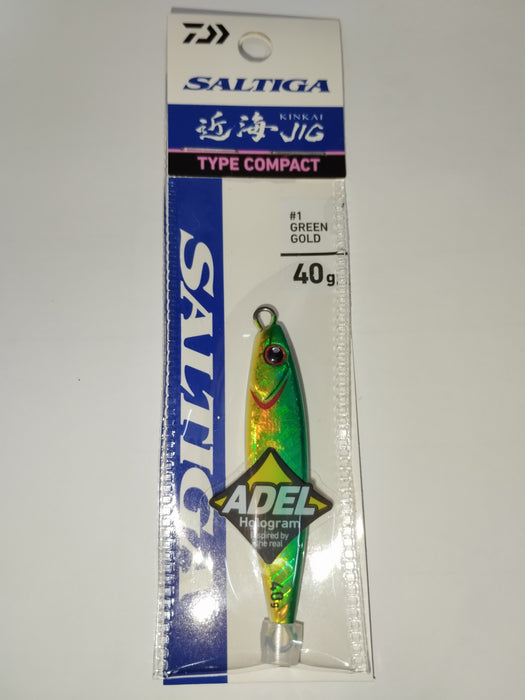 SALTIGA
近海 KINKAI JIG
TYPE COMPACT
#1
GREEN
GOLD
40g
SALTIGA
ADEL
Hologram
inspired by
the real
40g